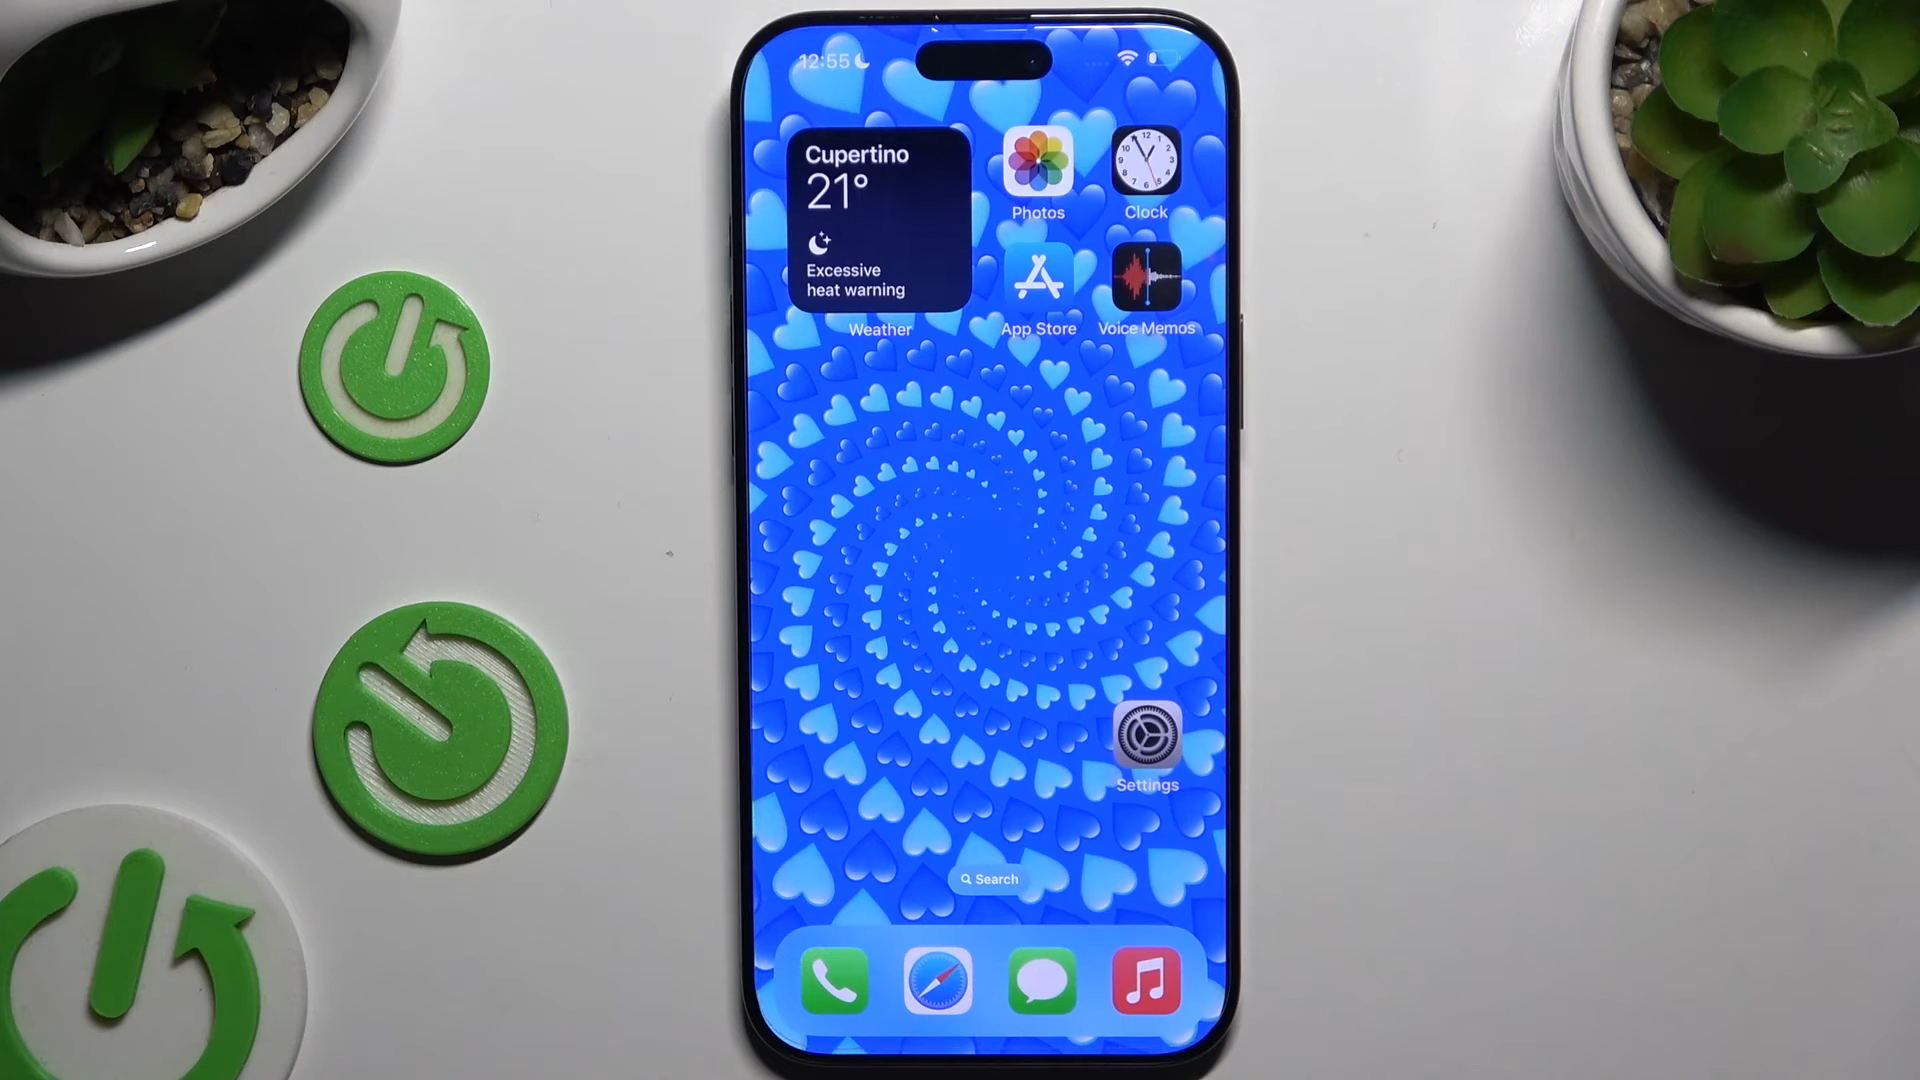 12:55
Cupertino
21°
Excessive
heat warning
Weather
Photos
Clock
App Store
Voice Memos
Settings
Search